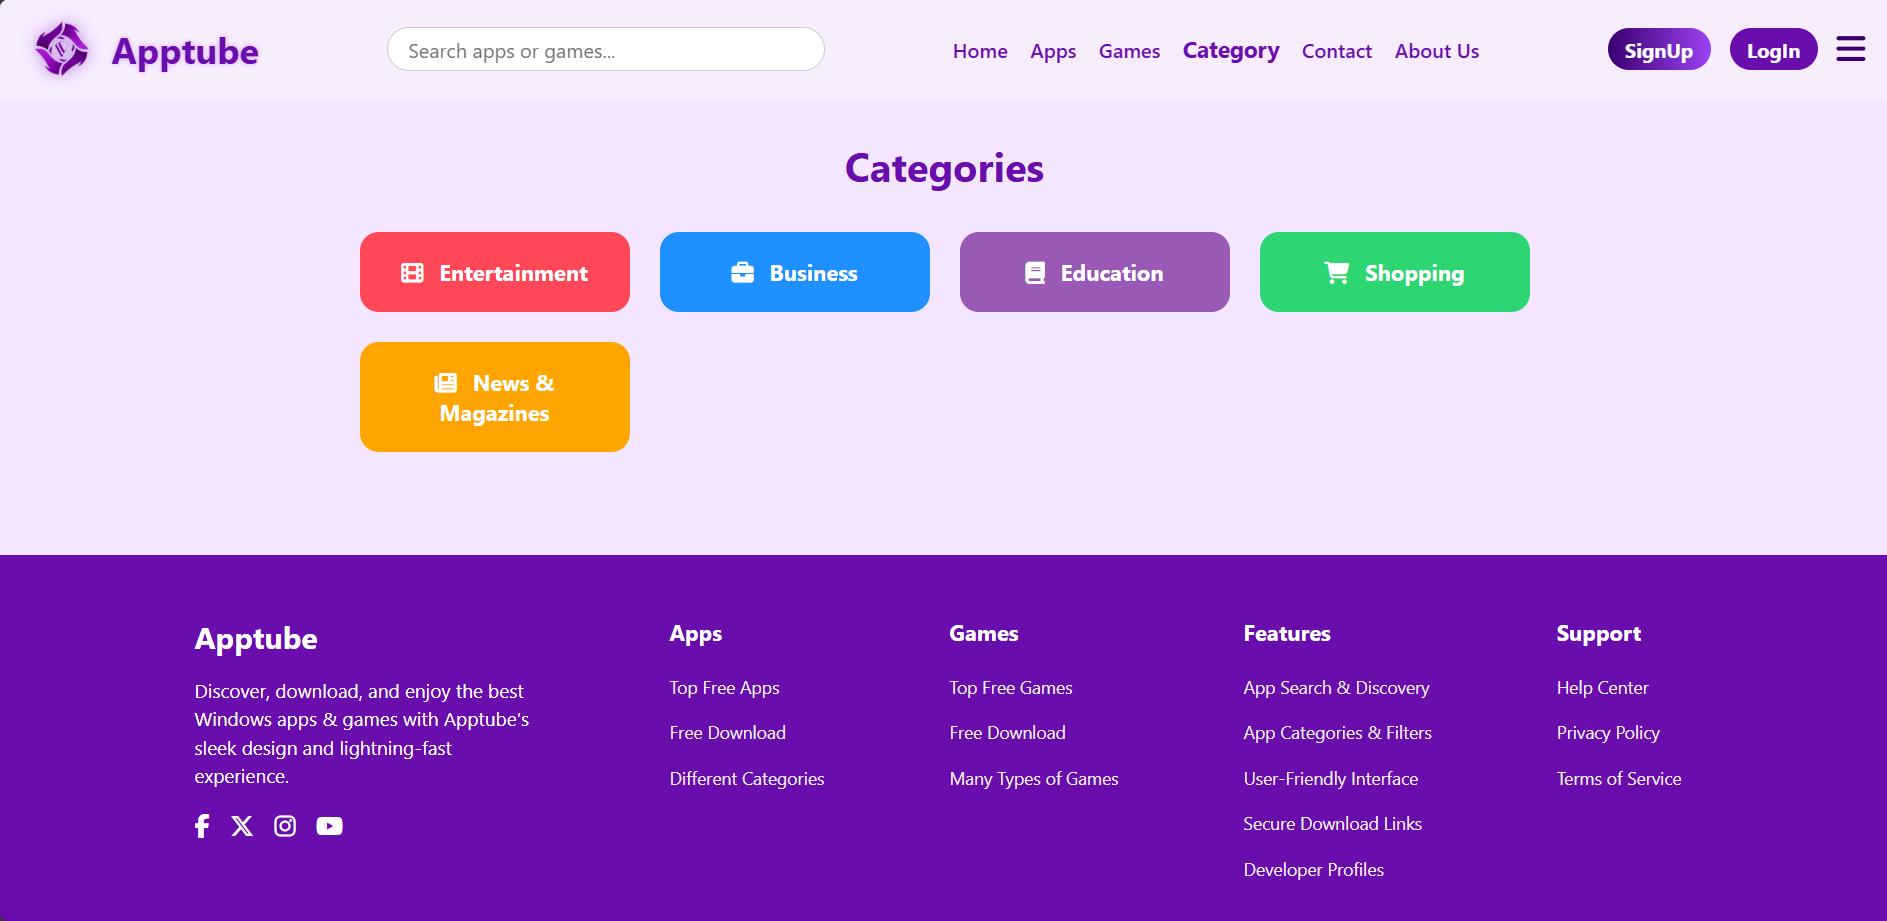 Apptube
Search apps or games...
Home Apps Games Category Contact About Us
SignUp LogIn
Categories
Entertainment
Business
Education
Shopping
News &
Magazines
Apptube
Discover, download, and enjoy the best
Windows apps & games with Apptube's
sleek design and lightning-fast
experience.
Apps
Top Free Apps
Free Download
Different Categories
Games
Top Free Games
Free Download
Many Types of Games
Features
App Search & Discovery
App Categories & Filters
User-Friendly Interface
Secure Download Links
Developer Profiles
Support
Help Center
Privacy Policy
Terms of Service